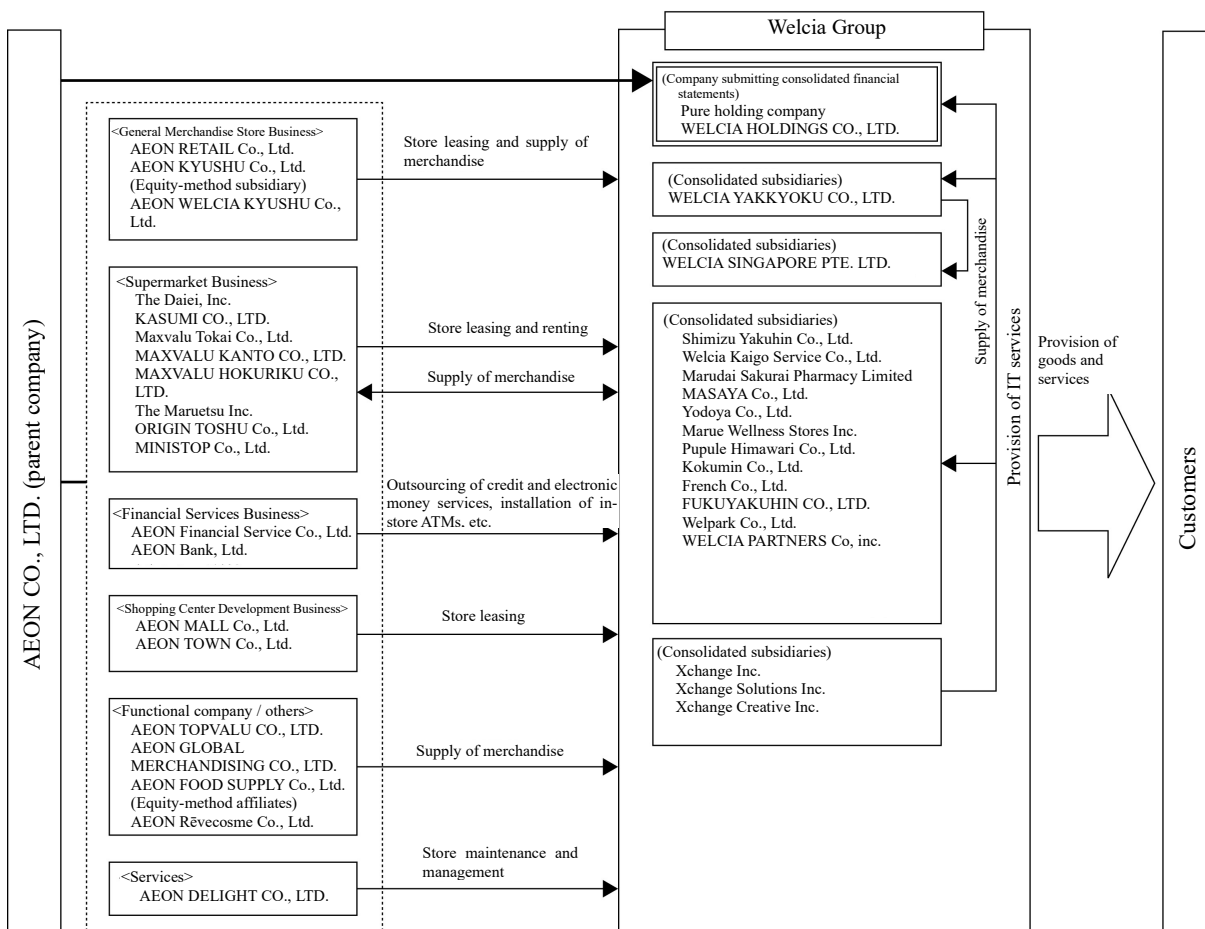 AEON CO., LTD. (parent company)
<General Merchandise Store Business>
AEON RETAIL Co., Ltd.
AEON KYUSHU Co., Ltd.
(Equity-method subsidiary)
AEON WELCIA KYUSHU Co.,
Ltd.
<Supermarket Business>
The Daiei, Inc.
KASUMI CO., LTD.
Maxvalu Tokai Co., Ltd.
MAXVALU KANTO CO., LTD.
MAXVALU HOKURIKU CO.,
LTD.
The Maruetsu Inc.
ORIGIN TOSHU Co., Ltd.
MINISTOP Co., Ltd.
<Financial Services Business>
AEON Financial Service Co., Ltd.
AEON Bank, Ltd.
<Shopping Center Development Business>
AEON MALL Co., Ltd.
AEON TOWN Co., Ltd.
<Functional company / others>
AEON TOPVALU CO., LTD.
AEON GLOBAL
MERCHANDISING CO., LTD.
AEON FOOD SUPPLY Co., Ltd.
(Equity-method affiliates)
AEON Rēvecosme Co., Ltd.
<Services>
AEON DELIGHT CO., LTD.
Store leasing and supply of
merchandise
Store leasing and renting
Supply of merchandise
Outsourcing of credit and electronic
money services, installation of in-
store ATMs. etc.
Store leasing
Supply of merchandise
Store maintenance and
management
Welcia Group
(Company submitting consolidated financial
statements)
Pure holding company
WELCIA HOLDINGS CO., LTD.
(Consolidated subsidiaries)
WELCIA YAKKYOKU CO., LTD.
(Consolidated subsidiaries)
WELCIA SINGAPORE PTE. LTD.
(Consolidated subsidiaries)
Shimizu Yakuhin Co., Ltd.
Welcia Kaigo Service Co., Ltd.
Marudai Sakurai Pharmacy Limited
MASAYA Co., Ltd.
Yodoya Co., Ltd.
Marue Wellness Stores Inc.
Pupule Himawari Co., Ltd.
Kokumin Co., Ltd.
French Co., Ltd.
FUKUYAKUHIN CO., LTD.
Welpark Co., Ltd.
WELCIA PARTNERS Co, inc.
(Consolidated subsidiaries)
Xchange Inc.
Xchange Solutions Inc.
Xchange Creative Inc.
Supply of merchandise
Provision of IT services
Provision of
goods and
services
Customers